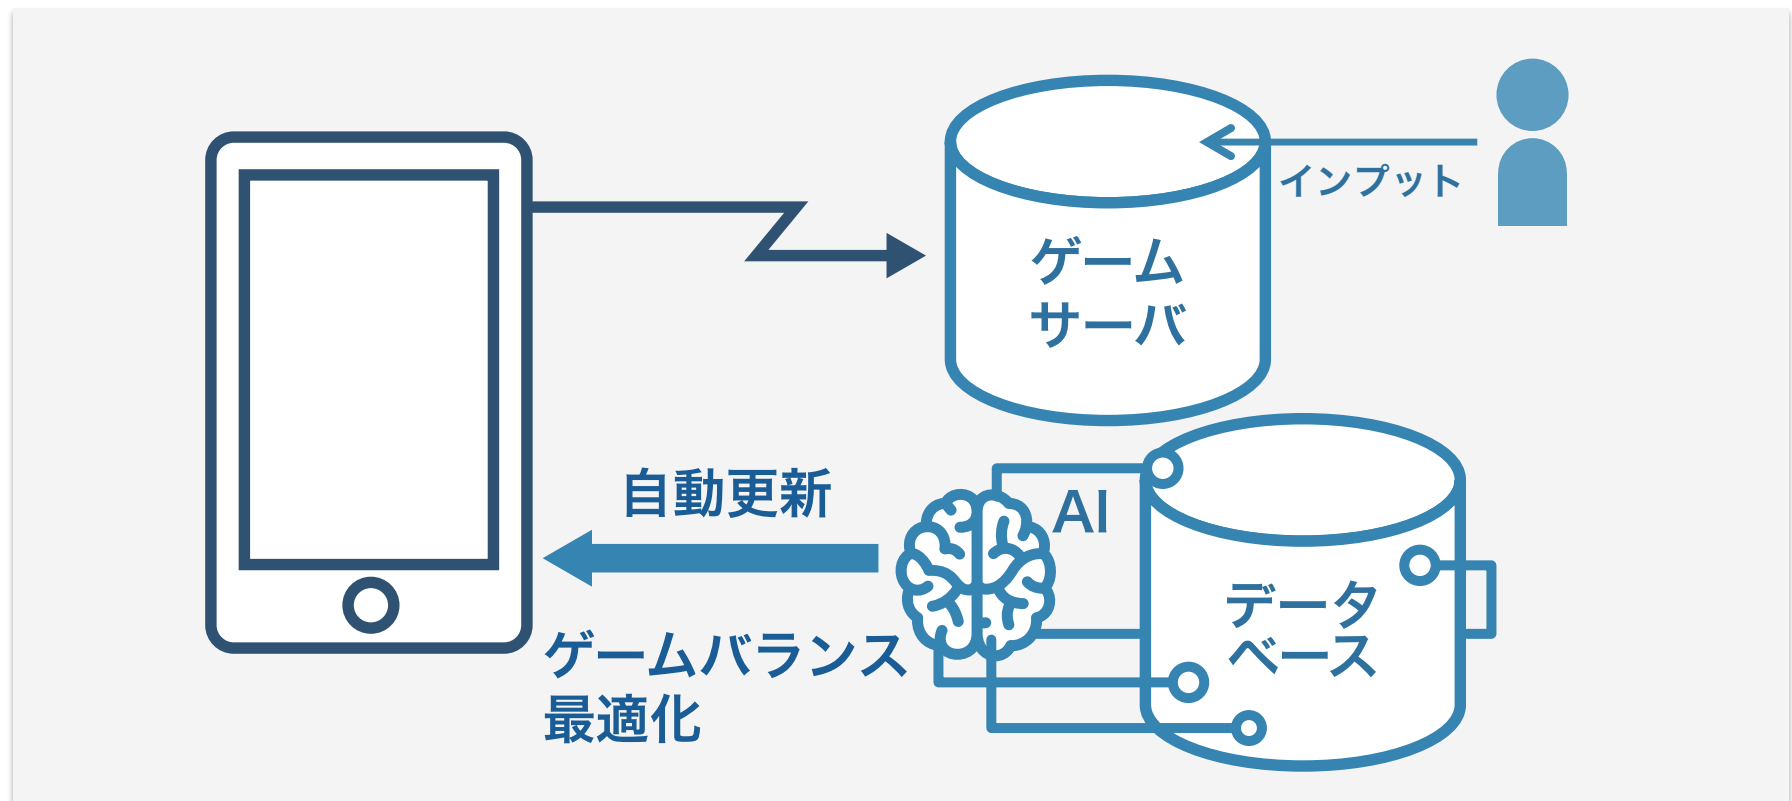 インプット
ゲーム
サーバ
自動更新
AI
データ
ベース
ゲームバランス
最適化